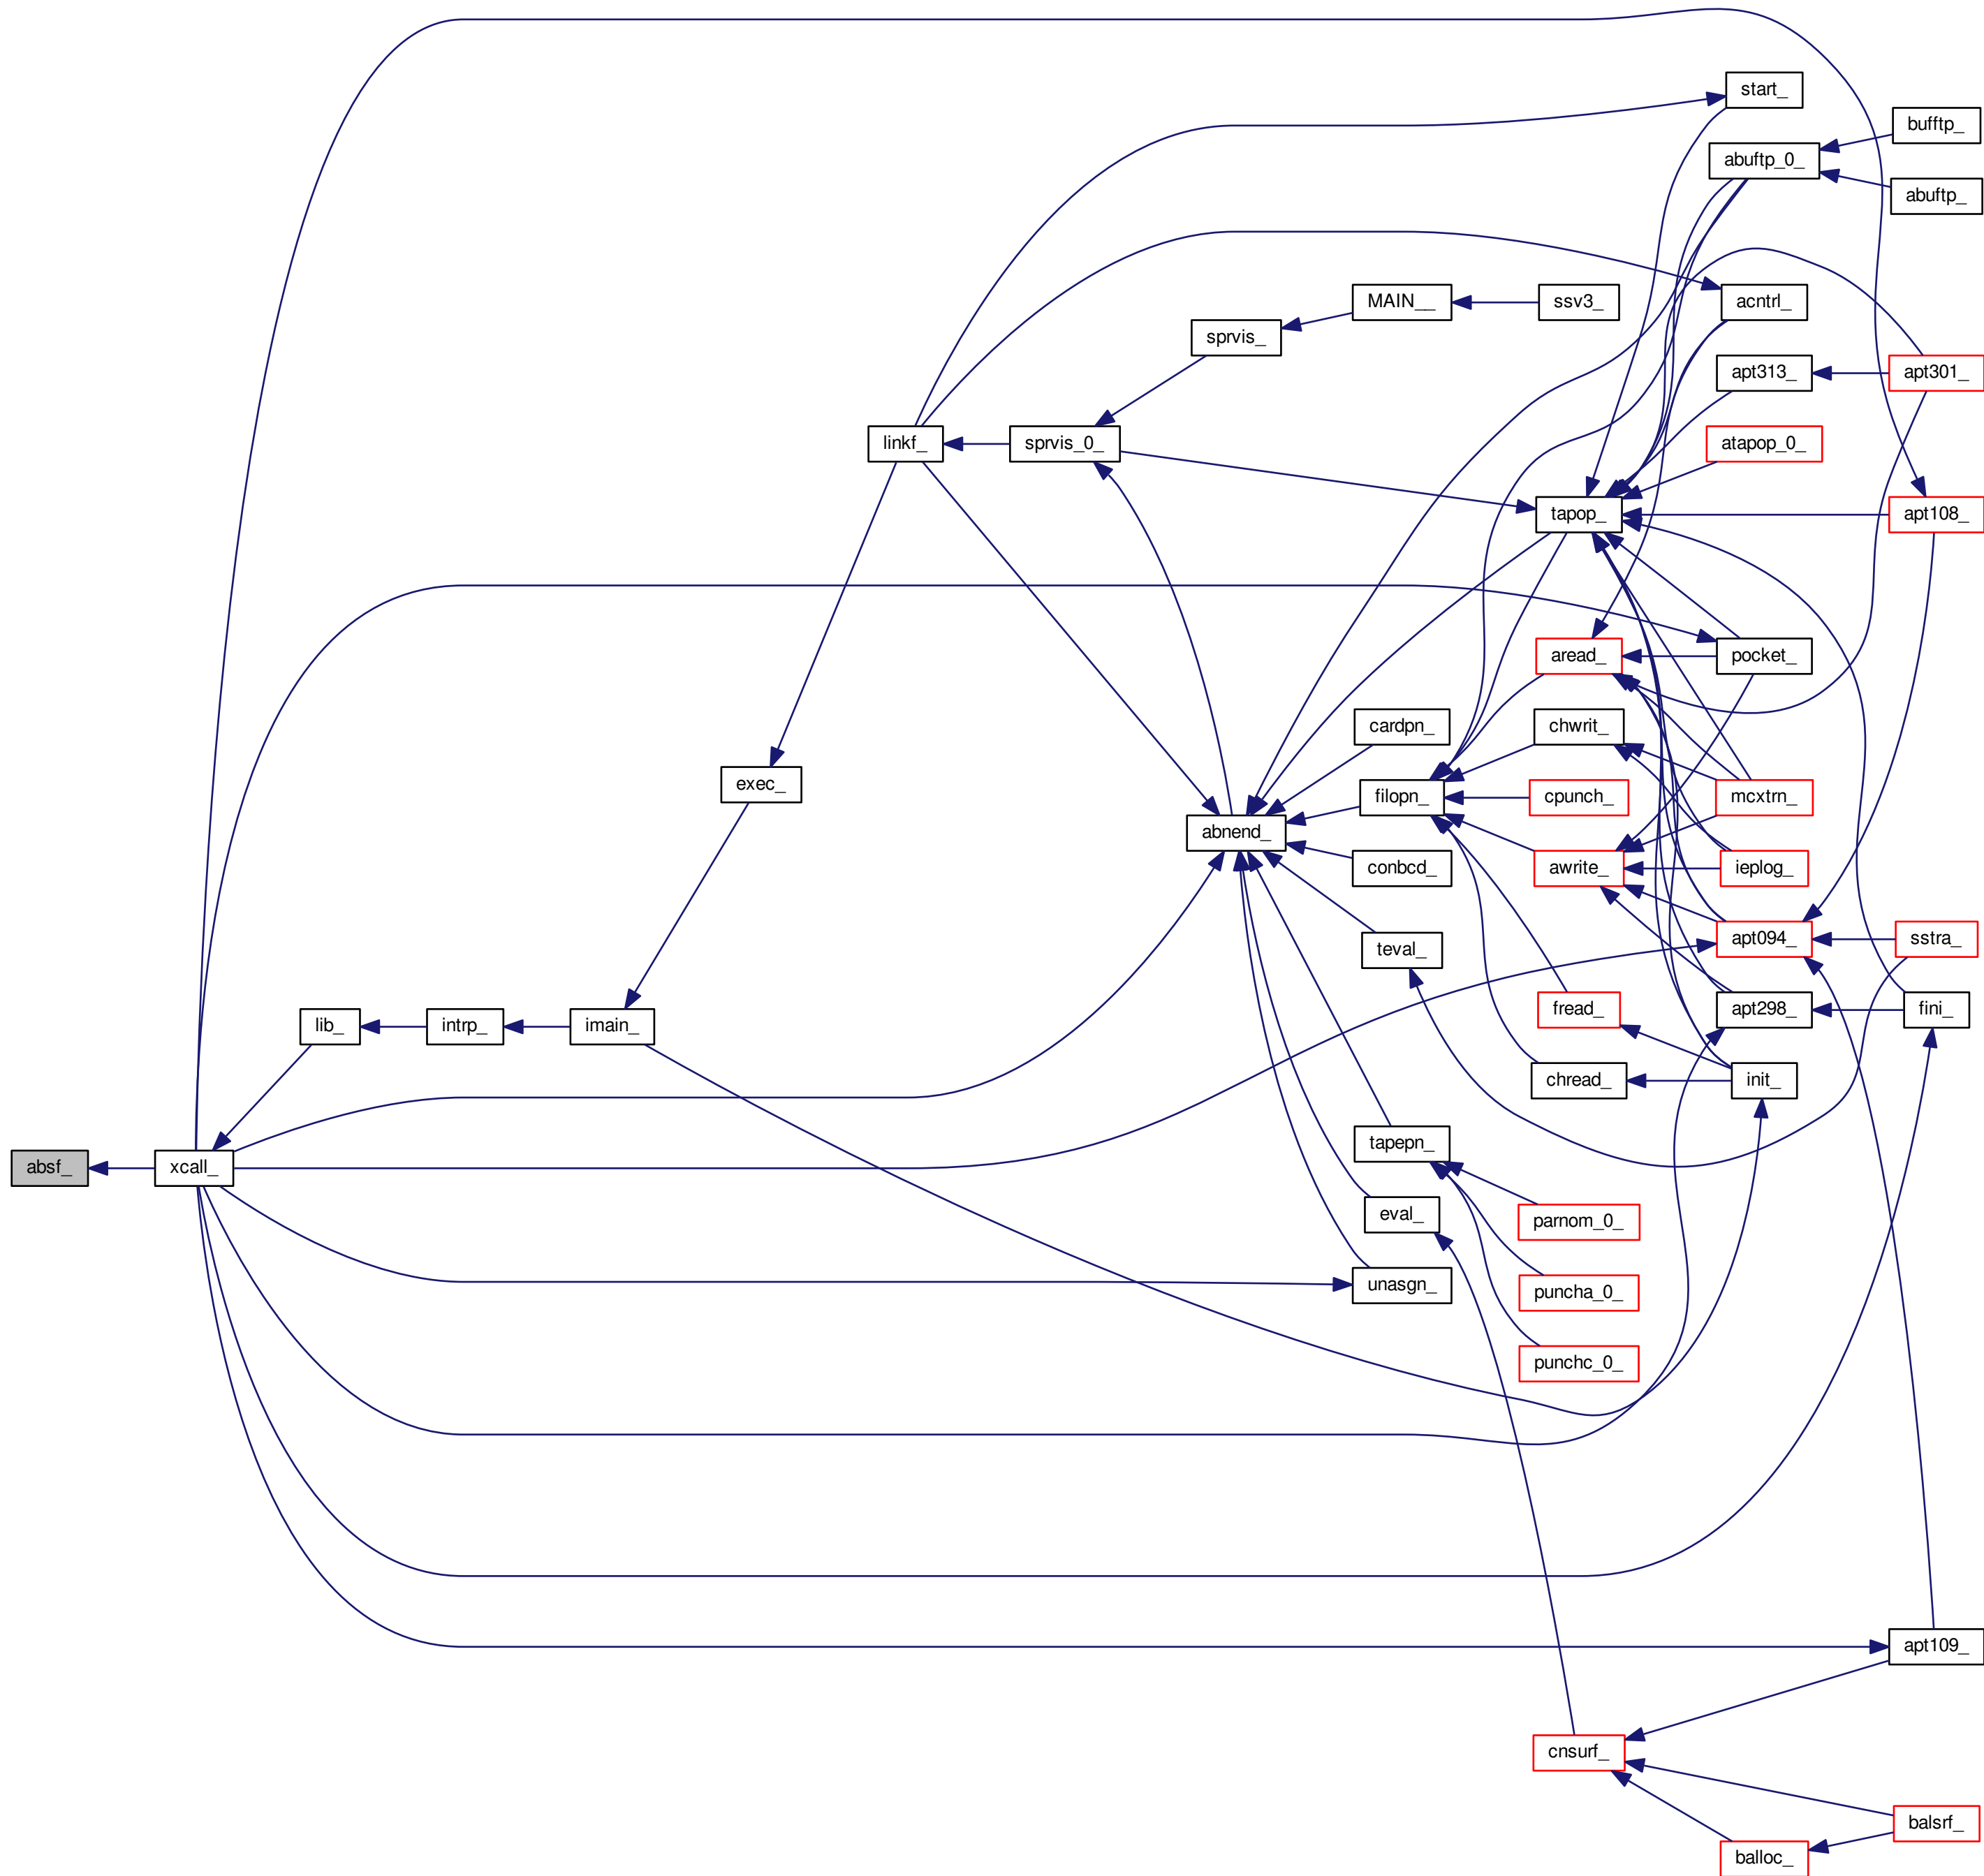 start_
bufftp_
abuftp_0_
abuftp_
MAIN__
ssv3_
acntrl_
sprvis_
apt313_
apt301_
linkf_
sprvis_0_
atapop_0_
tapop_
apt108_
aread_
pocket_
cardpn_
chwrit_
exec_
filopn_
cpunch_
mcxtrn_
abnend_
conbcd_
awrite_
ieplog_
teval_
apt094_
sstra_
fread_
apt298_
fini_
lib_
intrp_
imain_
chread_
init_
tapepn_
absf_
xcall_
eval_
parnom_0_
unasgn_
puncha_0_
punchc_0_
apt109_
cnsurf_
balsrf_
balloc_